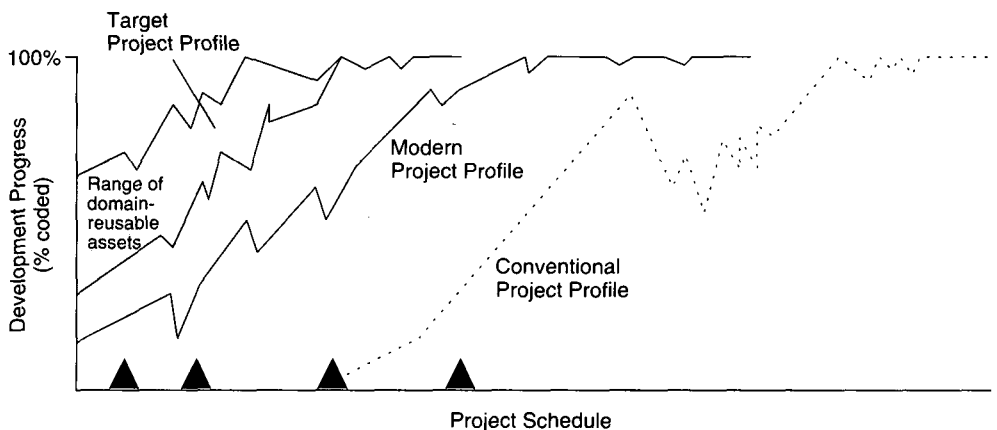 Target
Project Profile
100%
Development Progress
(% coded)
Range of
domain-
reusable
assets
Modern
Project Profile
Conventional
Project Profile
Project Schedule